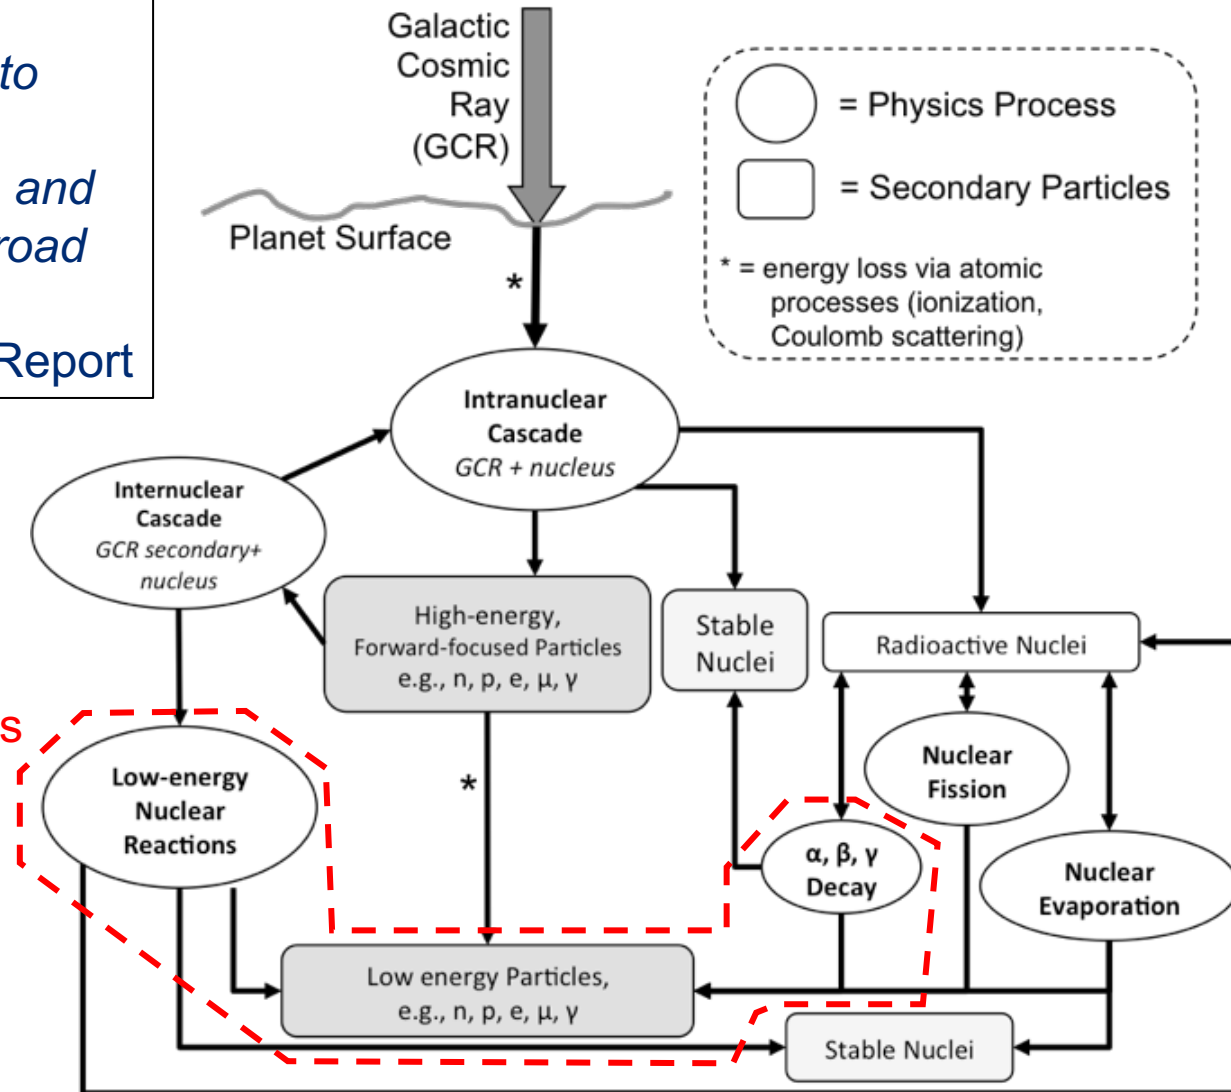 to
and
road
Report
Galactic
Cosmic
Ray
(GCR)
= Physics Process
= Secondary Particles
* = energy loss via atomic
processes (ionization,
Coulomb scattering)
Planet Surface
*
Intranuclear
Cascade
GCR + nucleus
Internuclear
Cascade
GCR secondary+
nucleus
High-energy,
Forward-focused Particles
e.g., n, p, e, μ, γ
Stable
Nuclei
Radioactive Nuclei
s
Low-energy
Nuclear
Reactions
*
Nuclear
Fission
α, β, γ
Decay
Nuclear
Evaporation
Low energy Particles,
e.g., n, p, e, μ, γ
Stable Nuclei